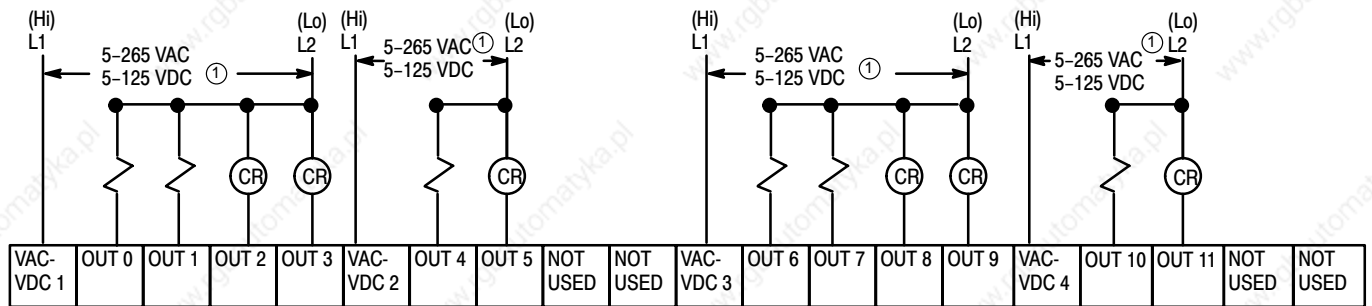 (Hi) (Lo) (Hi) (Lo) (Hi) (Lo) (Hi) (Lo)
L1 L2 L1 L2 L1 L2 L1 L2
5–265 VAC
5–125 VDC ①
5–265 VAC ①
5–125 VDC
5–265 VAC
5–125 VDC ①
5–265 VAC ①
5–125 VDC
CR CR CR CR CR CR
VAC-VDC 1 OUT 0 OUT 1 OUT 2 OUT 3 VAC-VDC 2 OUT 4 OUT 5 NOT USED NOT USED VAC-VDC 3 OUT 6 OUT 7 OUT 8 OUT 9 VAC-VDC 4 OUT 10 OUT 11 NOT USED NOT USED